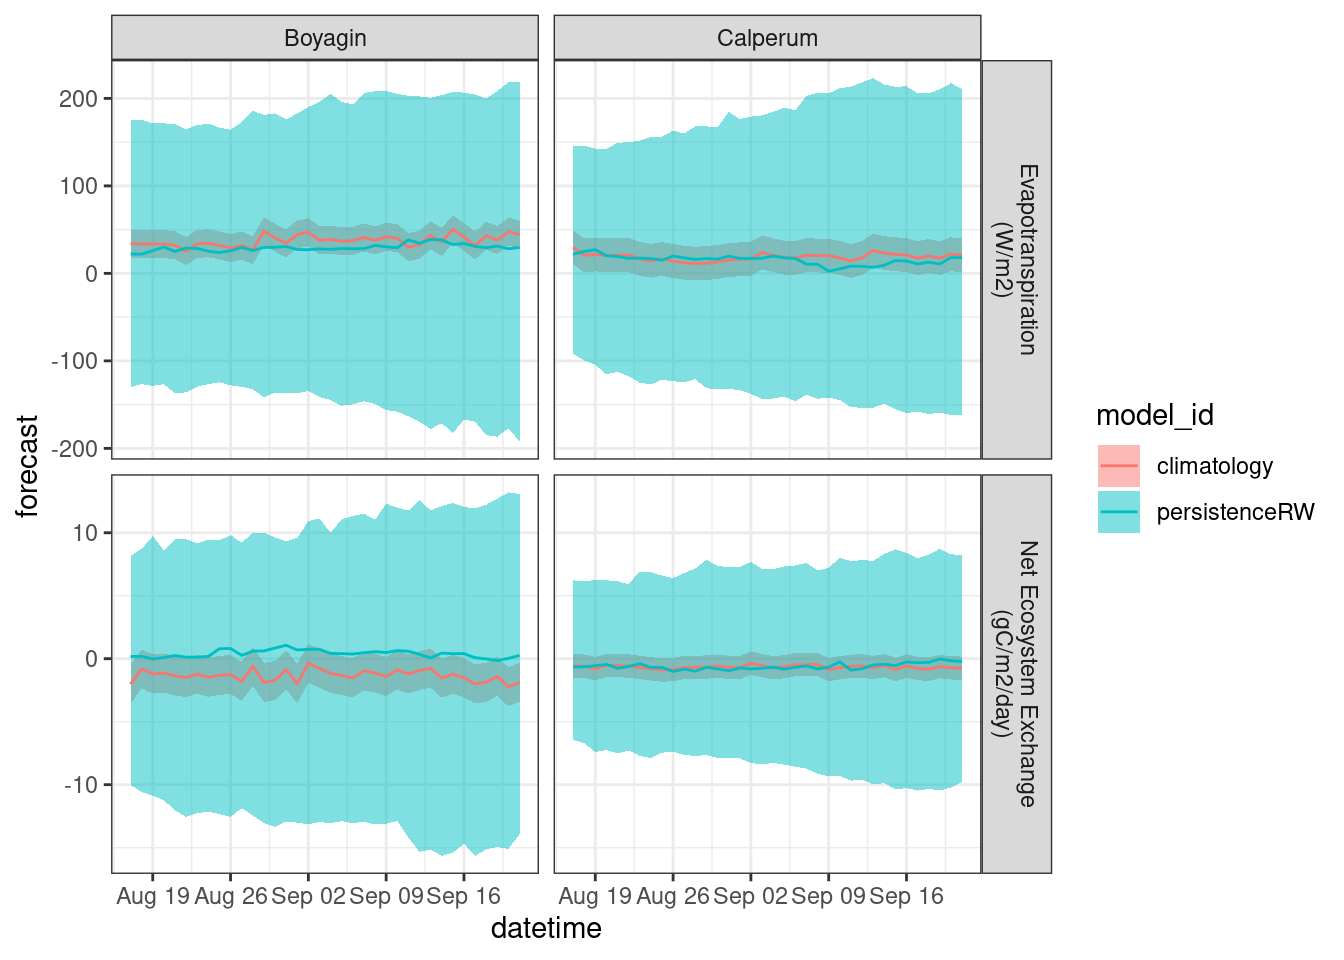 Boyagin
Calperum
200
100
0
-100
-200
Evapotranspiration
(W/m2)
10
0
-10
Net Ecosystem Exchange
(gC/m2/day)
Aug 19 Aug 26 Sep 02 Sep 09 Sep 16
Aug 19 Aug 26 Sep 02 Sep 09 Sep 16
datetime
forecast
model_id
climatology
persistenceRW